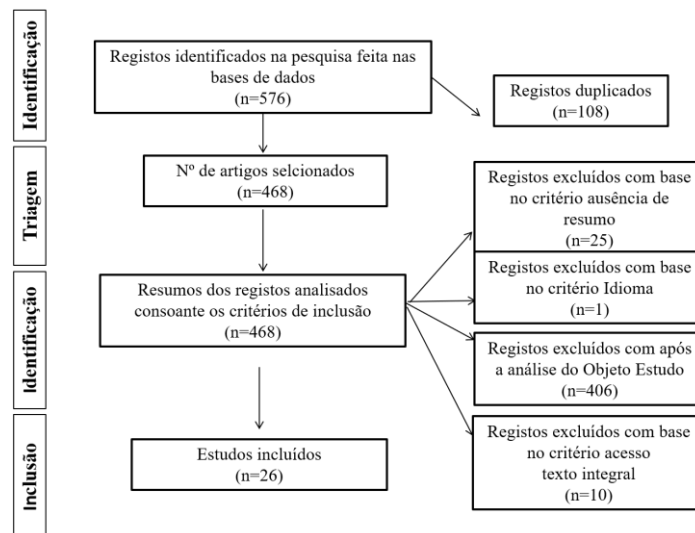 Identificação
Registos identificados na pesquisa feita nas
bases de dados
(n=576)
Registos duplicados
(n=108)
Triagem
Nº de artigos selcionados
(n=468)
Registos excluídos com base
no critério ausência de
resumo
(n=25)
Identificação
Resumos dos registos analisados
consoante os critérios de inclusão
(n=468)
Registos excluídos com base
no critério Idioma
(n=1)
Registos excluídos com após
a análise do Objeto Estudo
(n=406)
Inclusão
Estudos incluídos
(n=26)
Registos excluídos com base
no critério acesso
texto integral
(n=10)